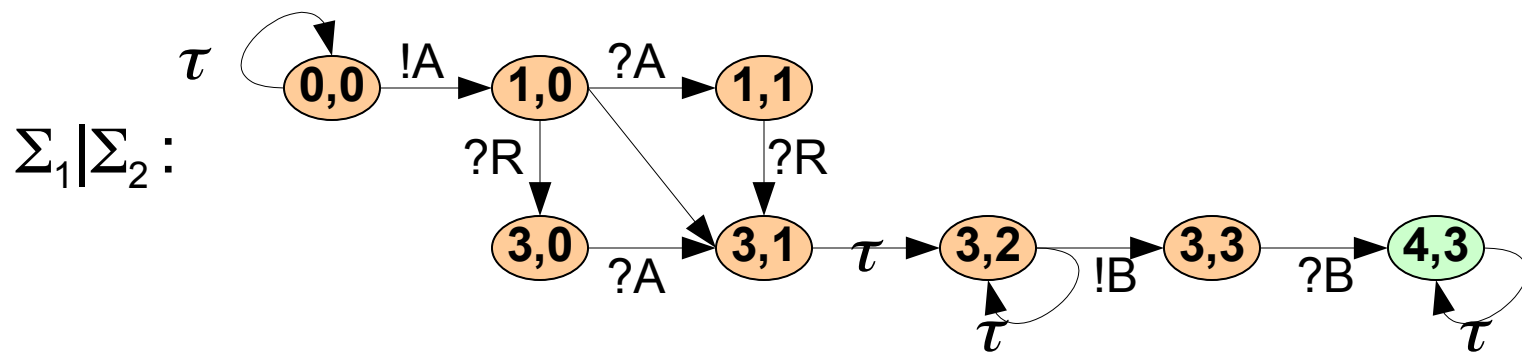 τ !A ?A
0,0 1,0 1,1
Σ₁|Σ₂ : ?R ?R
3,0 3,1 τ 3,2 3,3 4,3
?A !B ?B
τ τ